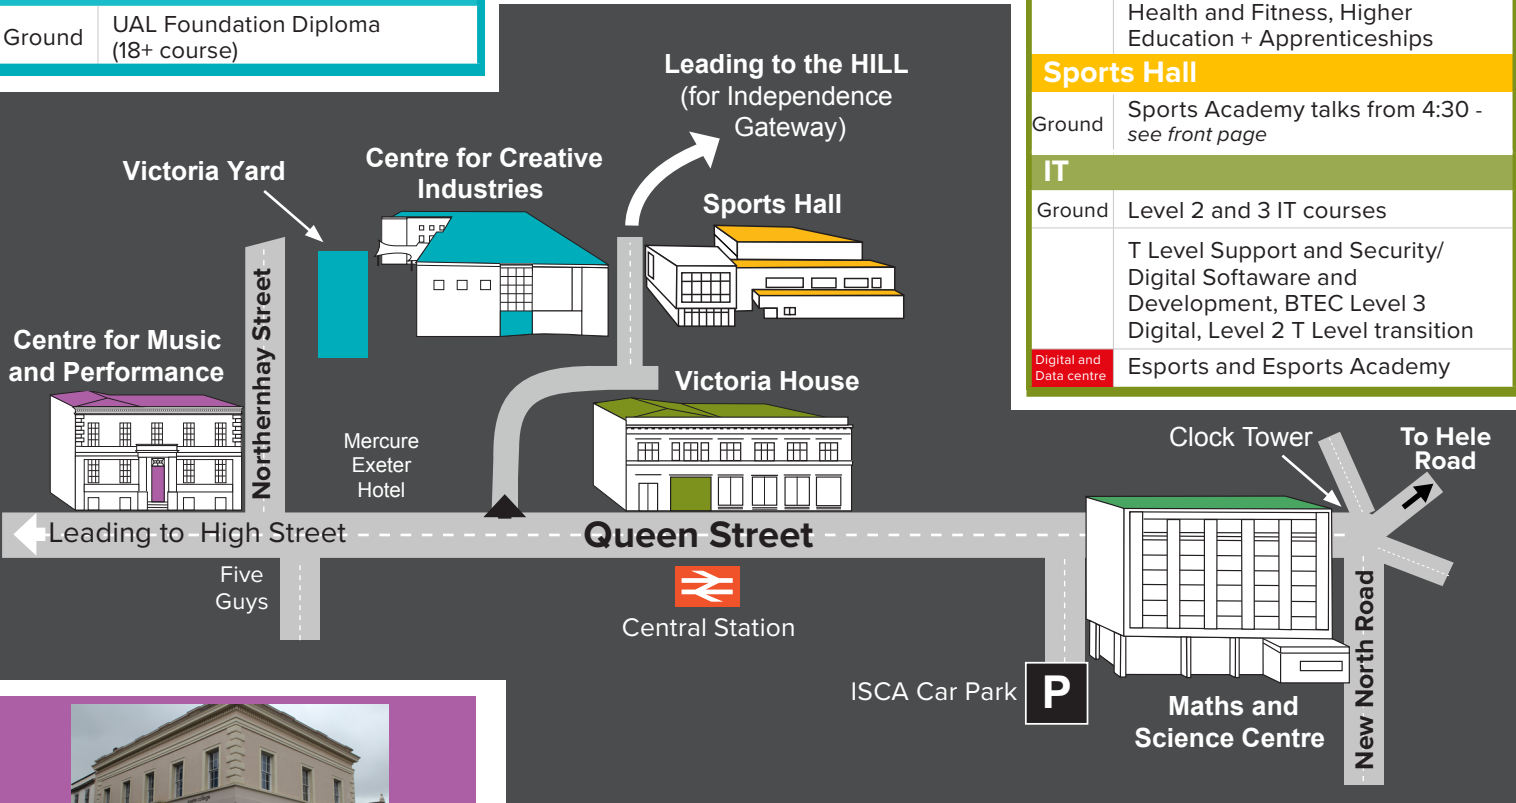 Ground
UAL Foundation Diploma
(18+ course)
Health and Fitness, Higher
Education + Apprenticeships
Sports Hall
Ground
Sports Academy talks from 4:30 -
see front page
IT
Ground
Level 2 and 3 IT courses
T Level Support and Security/
Digital Softaware and
Development, BTEC Level 3
Digital, Level 2 T Level transition
Digital and
Data centre
Esports and Esports Academy
Leading to the HILL
(for Independence
Gateway)
Victoria Yard
Centre for Creative
Industries
Sports Hall
Northernhay Street
Centre for Music
and Performance
Victoria House
Mercure
Exeter
Hotel
Clock Tower
To Hele
Road
Leading to High Street
Queen Street
Five
Guys
Central Station
New North Road
ISCA Car Park
P
Maths and
Science Centre